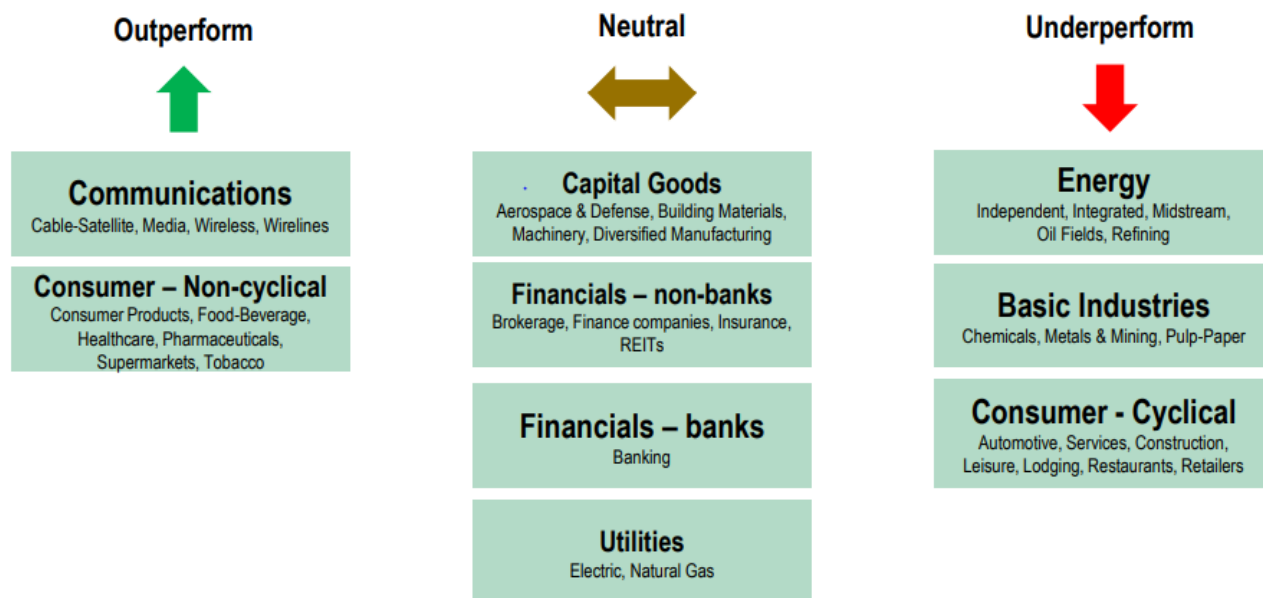 Outperform
Neutral
Underperform
Communications
Cable-Satellite, Media, Wireless, Wirelines
Consumer – Non-cyclical
Consumer Products, Food-Beverage,
Healthcare, Pharmaceuticals,
Supermarkets, Tobacco
Capital Goods
Aerospace & Defense, Building Materials,
Machinery, Diversified Manufacturing
Financials – non-banks
Brokerage, Finance companies, Insurance,
REITs
Financials – banks
Banking
Utilities
Electric, Natural Gas
Energy
Independent, Integrated, Midstream,
Oil Fields, Refining
Basic Industries
Chemicals, Metals & Mining, Pulp-Paper
Consumer - Cyclical
Automotive, Services, Construction,
Leisure, Lodging, Restaurants, Retailers